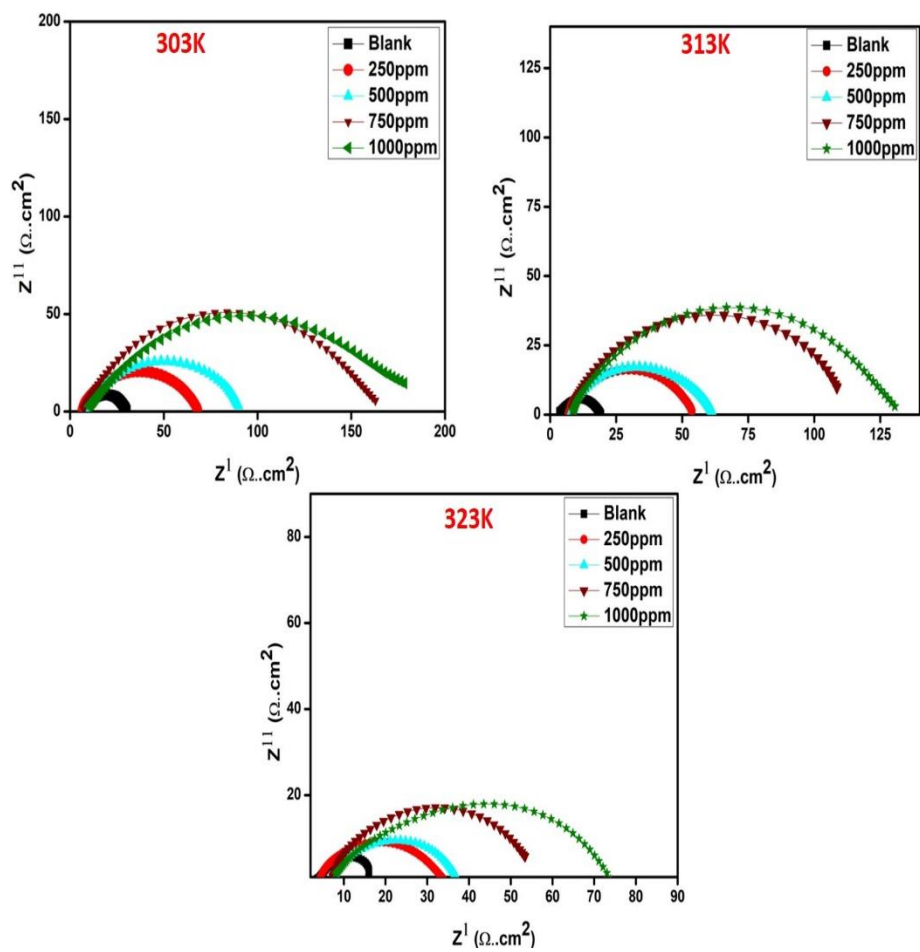 303K
Blank
250ppm
500ppm
750ppm
1000ppm
200
150
100
50
0
0 50 100 150 200
Z¹¹ (Ω..cm²)
Z¹ (Ω..cm²)
313K
Blank
250ppm
500ppm
750ppm
1000ppm
125
100
75
50
25
0
0 25 50 75 100 125
Z¹¹ (Ω..cm²)
Z¹ (Ω..cm²)
323K
Blank
250ppm
500ppm
750ppm
1000ppm
80
60
40
20
10 20 30 40 50 60 70 80 90
Z¹¹ (Ω..cm²)
Z¹ (Ω..cm²)